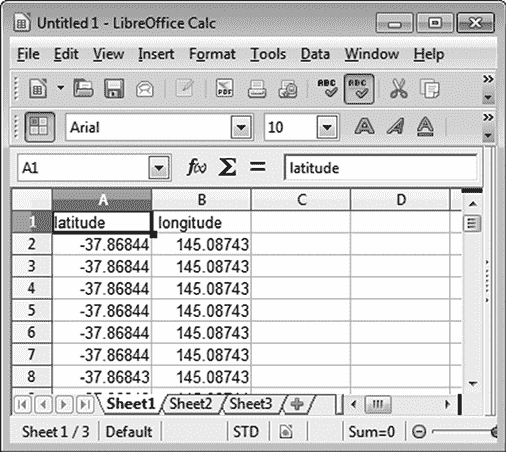 Untitled 1 - LibreOffice Calc
File Edit View Insert Format Tools Data Window Help
PDF ABC ABC »
Arial 10 A A A »
A1 f(x) Σ = latitude
A B C D
1 latitude longitude
2 -37.86844 145.08743
3 -37.86844 145.08743
4 -37.86844 145.08743
5 -37.86844 145.08743
6 -37.86844 145.08743
7 -37.86844 145.08743
8 -37.86843 145.08743
Sheet1 Sheet2 Sheet3
Sheet 1 / 3 Default STD Sum=0